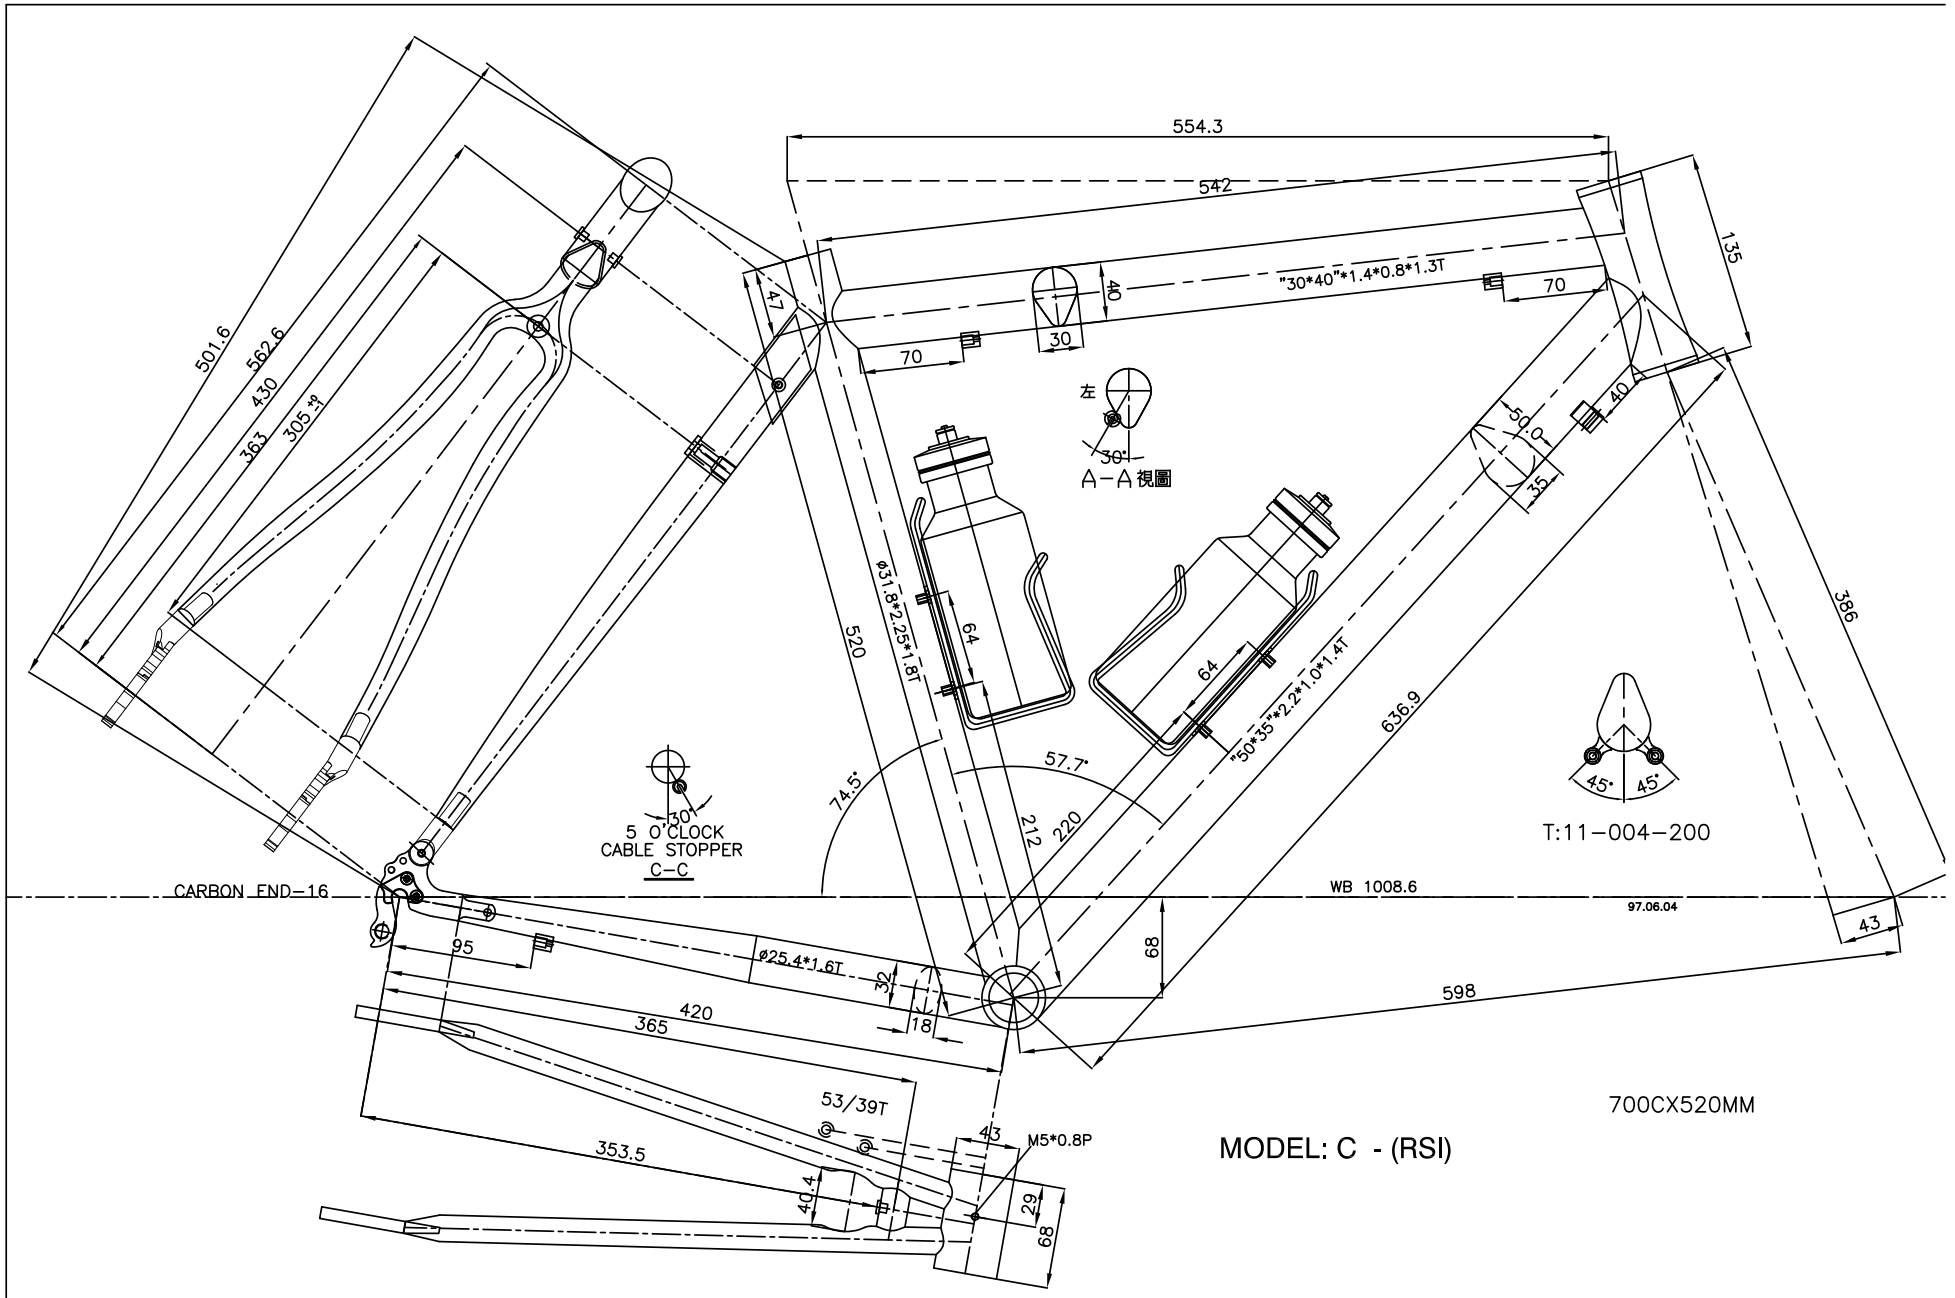 554.3
542
135
501.6
562.6
430
363
305 +0 -1
47
40
30
70
"30*40"*1.4*0.8*1.3T
70
左
30°
A-A 視圖
50.0
40
35
ø31.8*2.25*1.8T
520
64
64
"50*35"*2.2*1.0*1.4T
636.9
386
74.5°
57.7°
212
220
30°
5 O'CLOCK
CABLE STOPPER
C-C
45°
45°
T:11-004-200
CARBON END-16
WB 1008.6
97.06.04
43
68
598
95
ø25.4*1.6T
32
18
420
365
353.5
53/39T
43
M5*0.8P
40.4
29
68
700CX520MM
MODEL: C - (RSI)